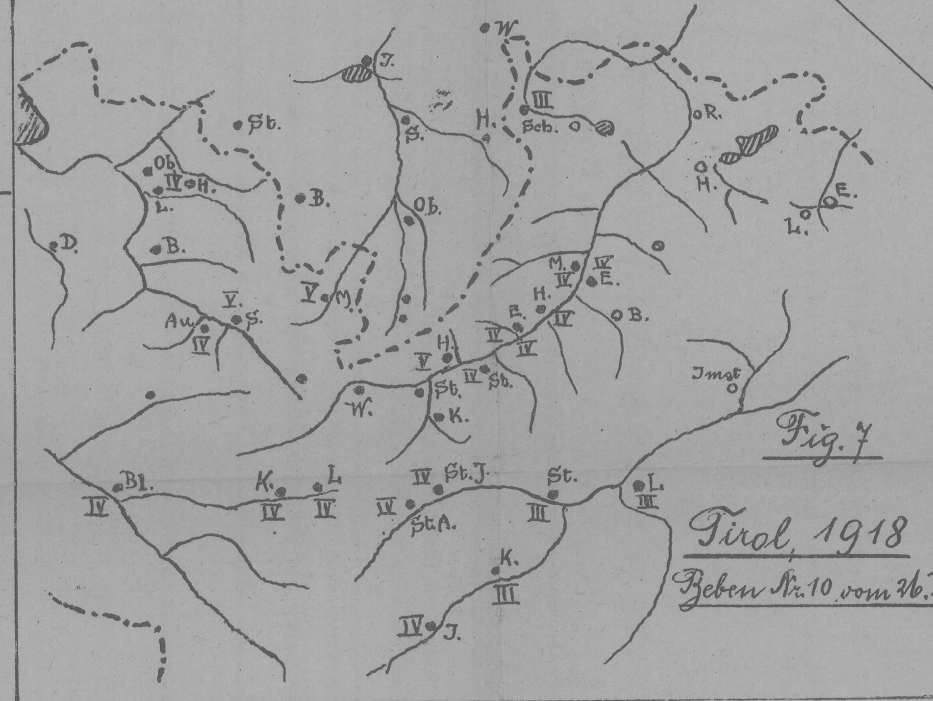 W
J.
III
Sch.
S.
H.
R.
St.
Ob.
IV
H.
L.
H.
E.
L.
B.
Ob.
D.
B.
M.
IV
IV
E.
V
M.
V.
S.
Au
IV
H.
IV
E.
IV
IV
B.
H.
V
IV
St.
W.
St.
K.
Imst
Fig. 7
Bl.
IV
K.
IV
L
IV
IV
St. J.
IV
St. A.
St.
III
L
III
Tirol, 1918
Beben Nr. 10 vom 26.
K.
III
IV
J.